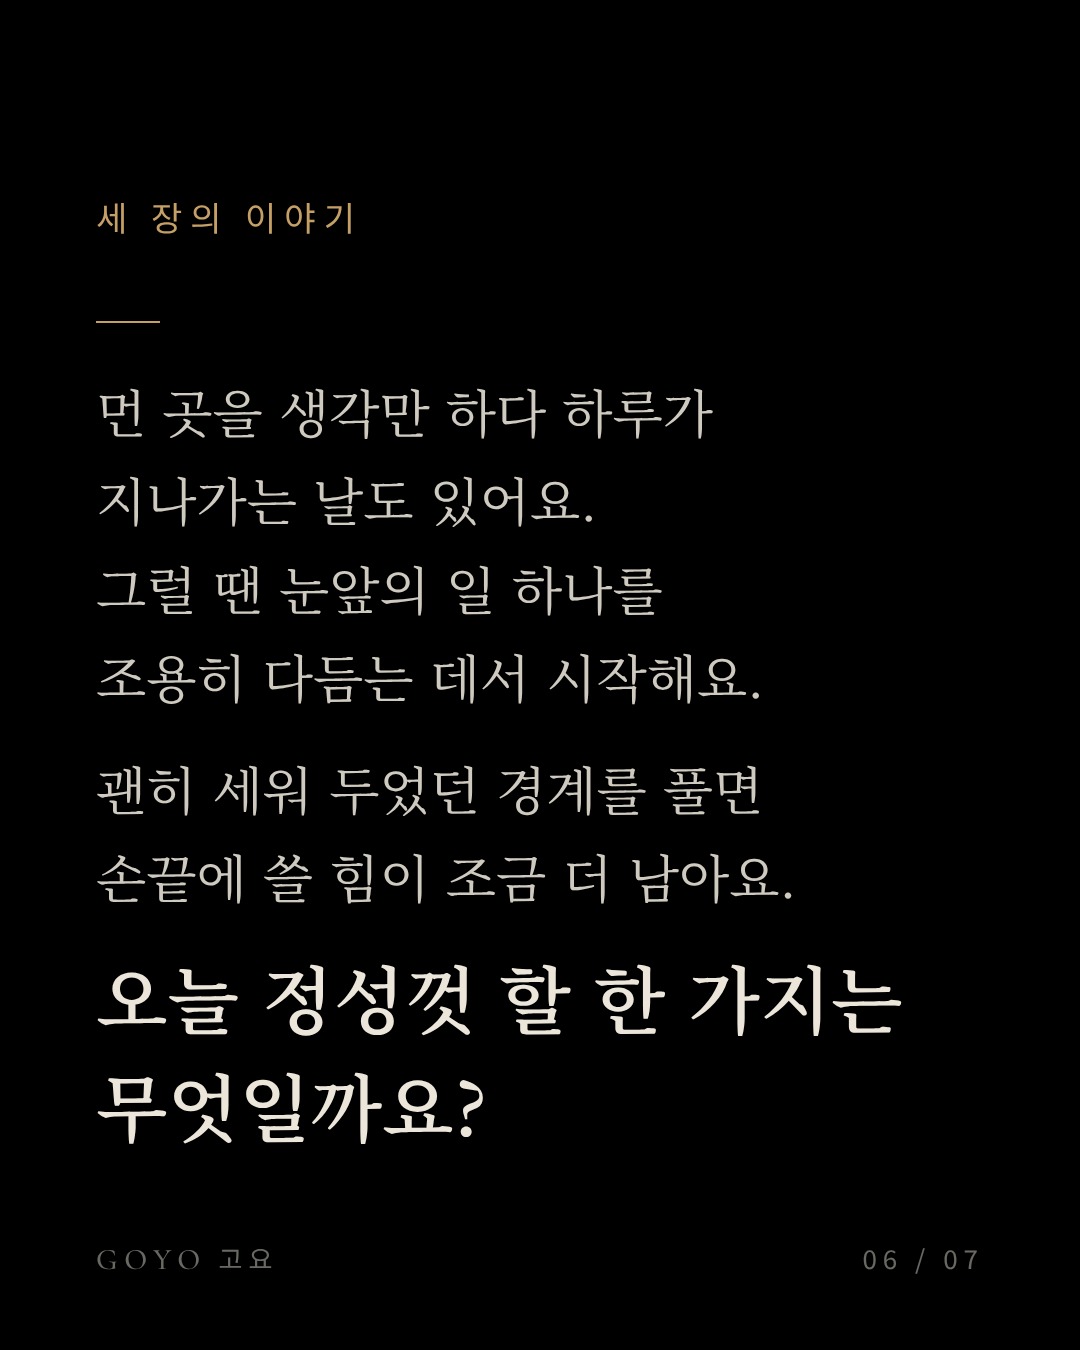 세 장의 이야기
먼 곳을 생각만 하다 하루가
지나가는 날도 있어요.
그럴 땐 눈앞의 일 하나를
조용히 다듬는 데서 시작해요.
괜히 세워 두었던 경계를 풀면
손끝에 쓸 힘이 조금 더 남아요.
오늘 정성껏 할 한 가지는
무엇일까요?
GOYO 고요
06 / 07